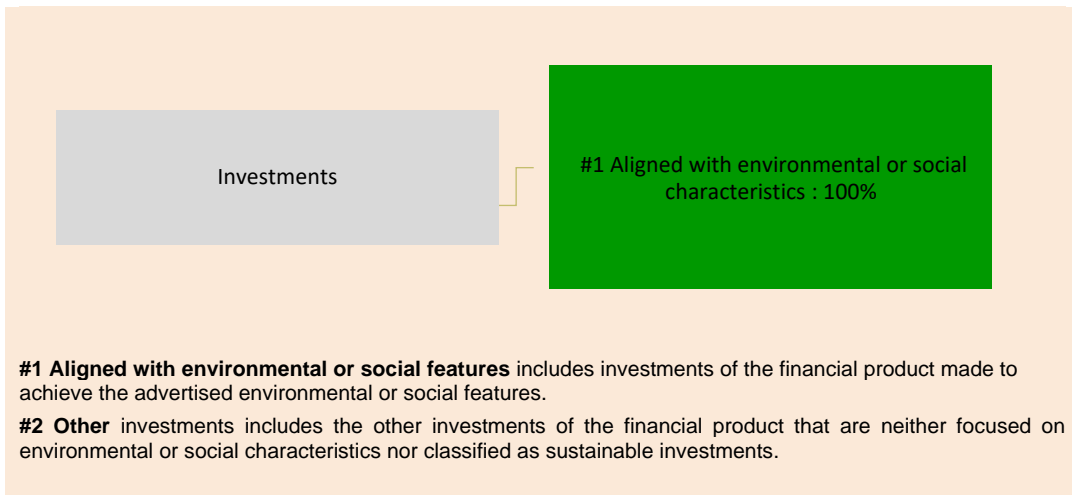 Investments
#1 Aligned with environmental or social
characteristics : 100%
#1 Aligned with environmental or social features includes investments of the financial product made to
achieve the advertised environmental or social features.
#2 Other investments includes the other investments of the financial product that are neither focused on
environmental or social characteristics nor classified as sustainable investments.